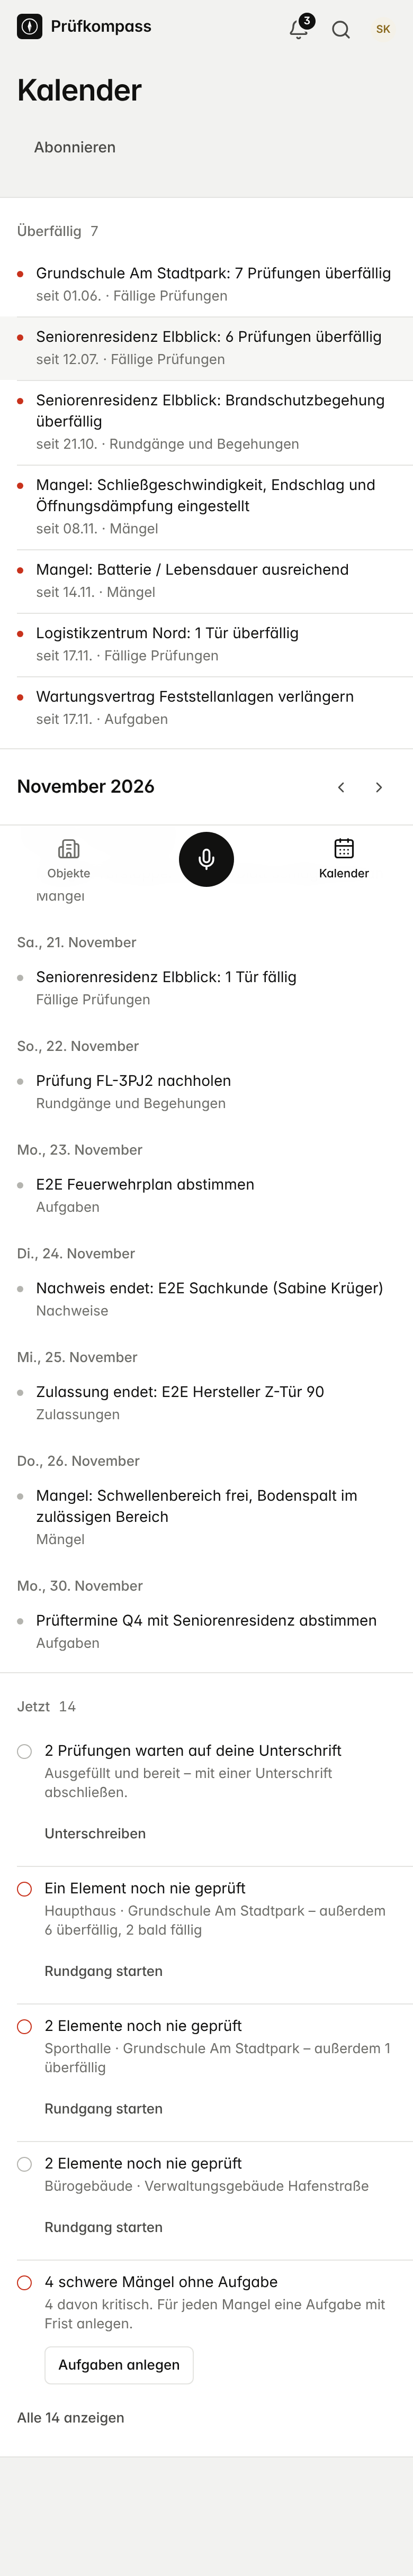 Prüfkompass
3
SK
Kalender
Abonnieren
Überfällig 7
Grundschule Am Stadtpark: 7 Prüfungen überfällig
seit 01.06. · Fällige Prüfungen
Seniorenresidenz Elbblick: 6 Prüfungen überfällig
seit 12.07. · Fällige Prüfungen
Seniorenresidenz Elbblick: Brandschutzbegehung
überfällig
seit 21.10. · Rundgänge und Begehungen
Mangel: Schließgeschwindigkeit, Endschlag und
Öffnungsdämpfung eingestellt
seit 08.11. · Mängel
Mangel: Batterie / Lebensdauer ausreichend
seit 14.11. · Mängel
Logistikzentrum Nord: 1 Tür überfällig
seit 17.11. · Fällige Prüfungen
Wartungsvertrag Feststellanlagen verlängern
seit 17.11. · Aufgaben
November 2026
Objekte
Kalender
Mängel
Sa., 21. November
Seniorenresidenz Elbblick: 1 Tür fällig
Fällige Prüfungen
So., 22. November
Prüfung FL-3PJ2 nachholen
Rundgänge und Begehungen
Mo., 23. November
E2E Feuerwehrplan abstimmen
Aufgaben
Di., 24. November
Nachweis endet: E2E Sachkunde (Sabine Krüger)
Nachweise
Mi., 25. November
Zulassung endet: E2E Hersteller Z-Tür 90
Zulassungen
Do., 26. November
Mangel: Schwellenbereich frei, Bodenspalt im
zulässigen Bereich
Mängel
Mo., 30. November
Prüftermine Q4 mit Seniorenresidenz abstimmen
Aufgaben
Jetzt 14
2 Prüfungen warten auf deine Unterschrift
Ausgefüllt und bereit – mit einer Unterschrift
abschließen.
Unterschreiben
Ein Element noch nie geprüft
Haupthaus · Grundschule Am Stadtpark – außerdem
6 überfällig, 2 bald fällig
Rundgang starten
2 Elemente noch nie geprüft
Sporthalle · Grundschule Am Stadtpark – außerdem 1
überfällig
Rundgang starten
2 Elemente noch nie geprüft
Bürogebäude · Verwaltungsgebäude Hafenstraße
Rundgang starten
4 schwere Mängel ohne Aufgabe
4 davon kritisch. Für jeden Mangel eine Aufgabe mit
Frist anlegen.
Aufgaben anlegen
Alle 14 anzeigen